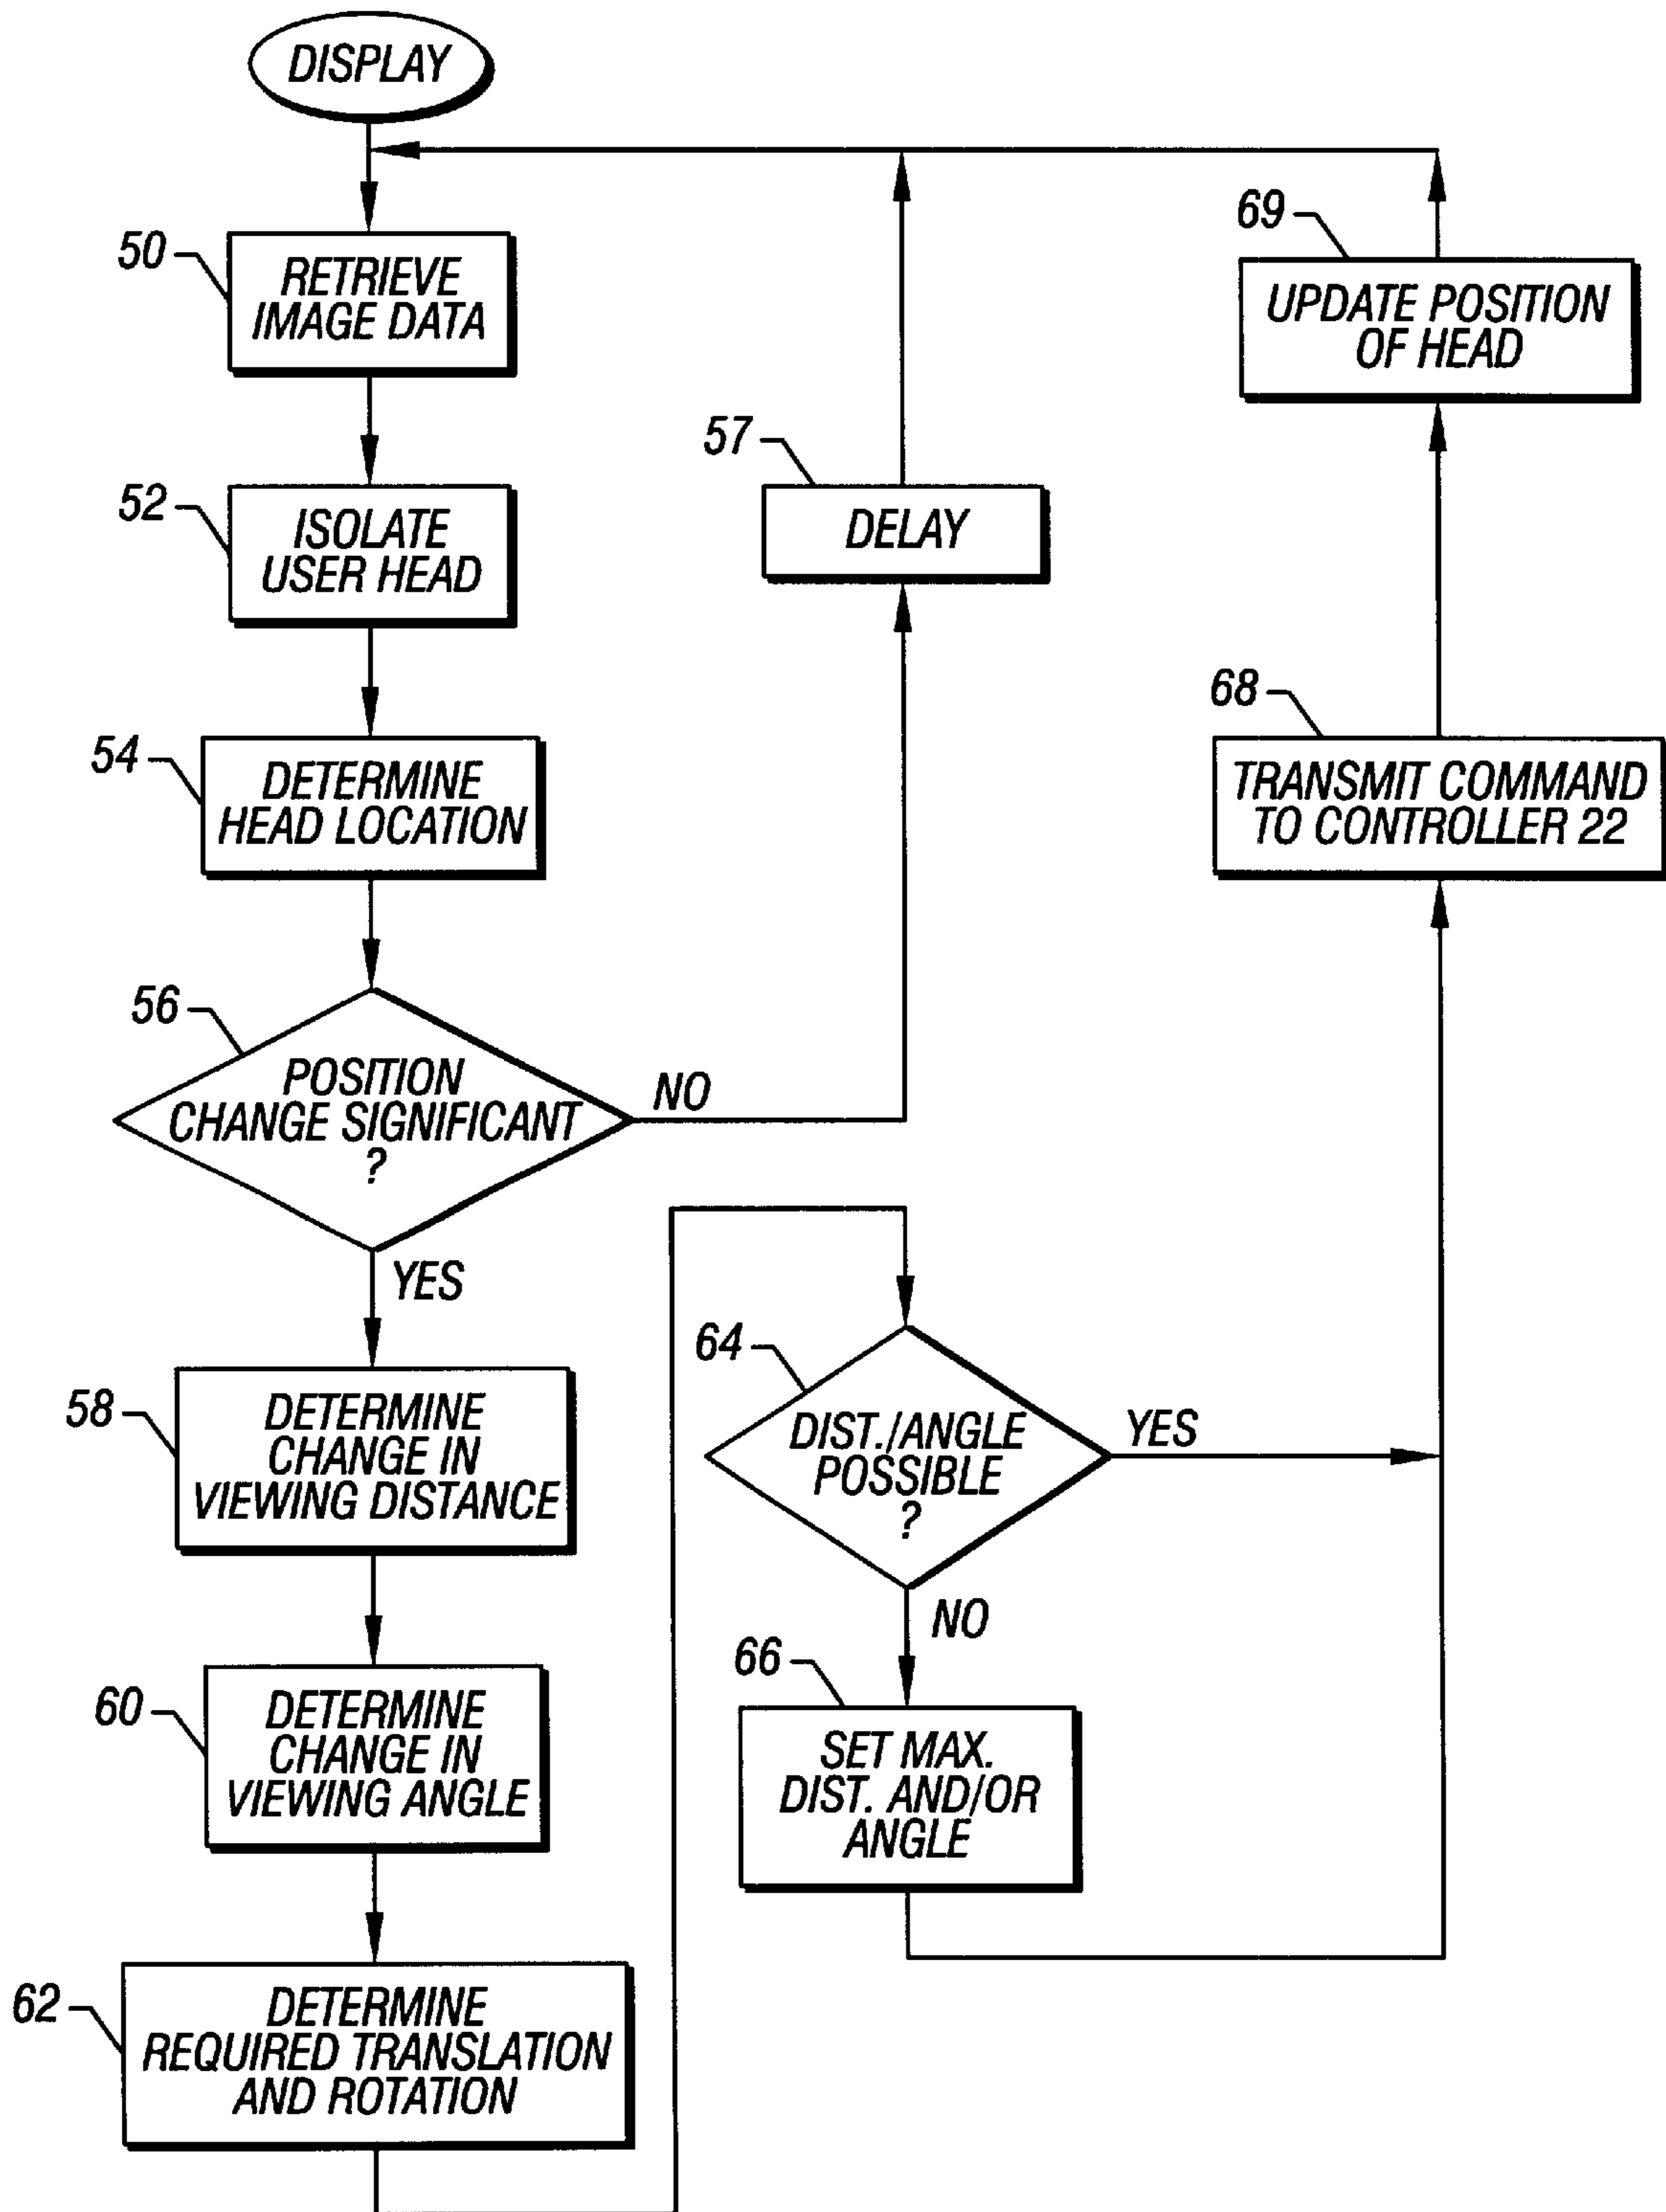 DISPLAY
50
RETRIEVE
IMAGE DATA
52
ISOLATE
USER HEAD
54
DETERMINE
HEAD LOCATION
56
POSITION
CHANGE SIGNIFICANT
?
NO
YES
57
DELAY
58
DETERMINE
CHANGE IN
VIEWING DISTANCE
60
DETERMINE
CHANGE IN
VIEWING ANGLE
62
DETERMINE
REQUIRED TRANSLATION
AND ROTATION
64
DIST./ANGLE
POSSIBLE
?
YES
NO
66
SET MAX.
DIST. AND/OR
ANGLE
68
TRANSMIT COMMAND
TO CONTROLLER 22
69
UPDATE POSITION
OF HEAD